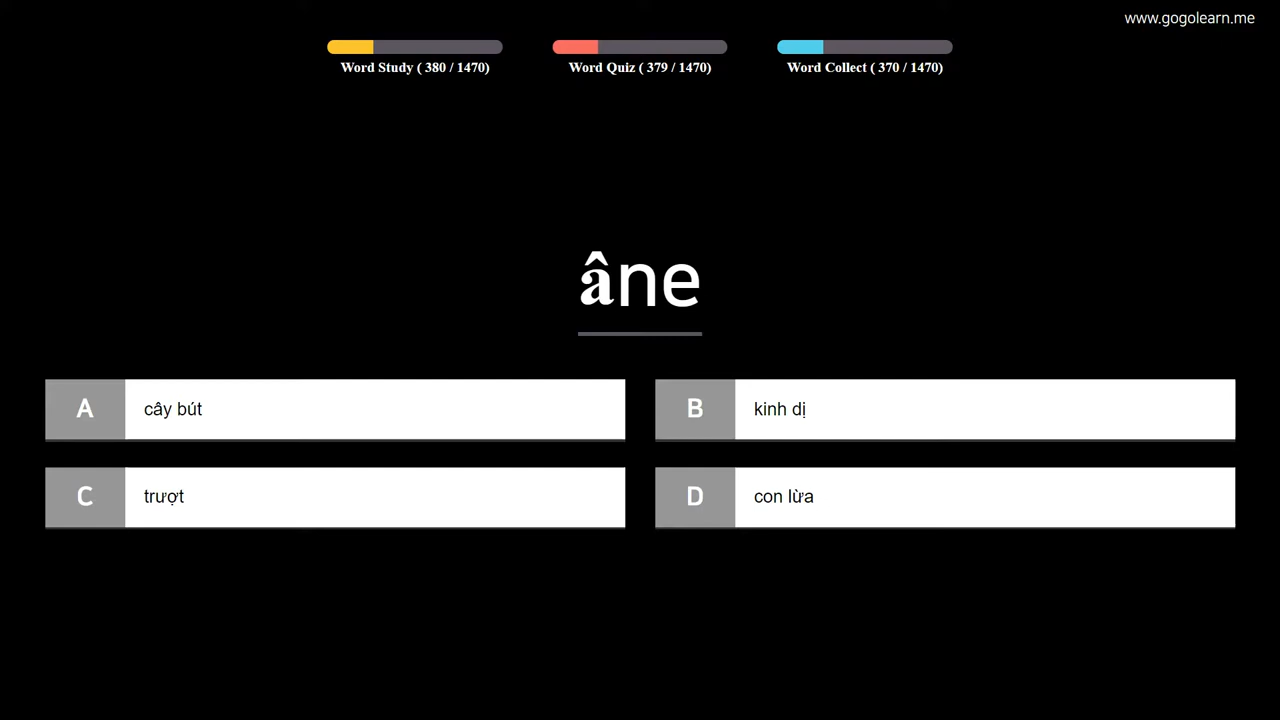 www.gogolearn.me
Word Study ( 380 / 1470)
Word Quiz ( 379 / 1470)
Word Collect ( 370 / 1470)
âne
A cây bút
B kinh dị
C trượt
D con lừa